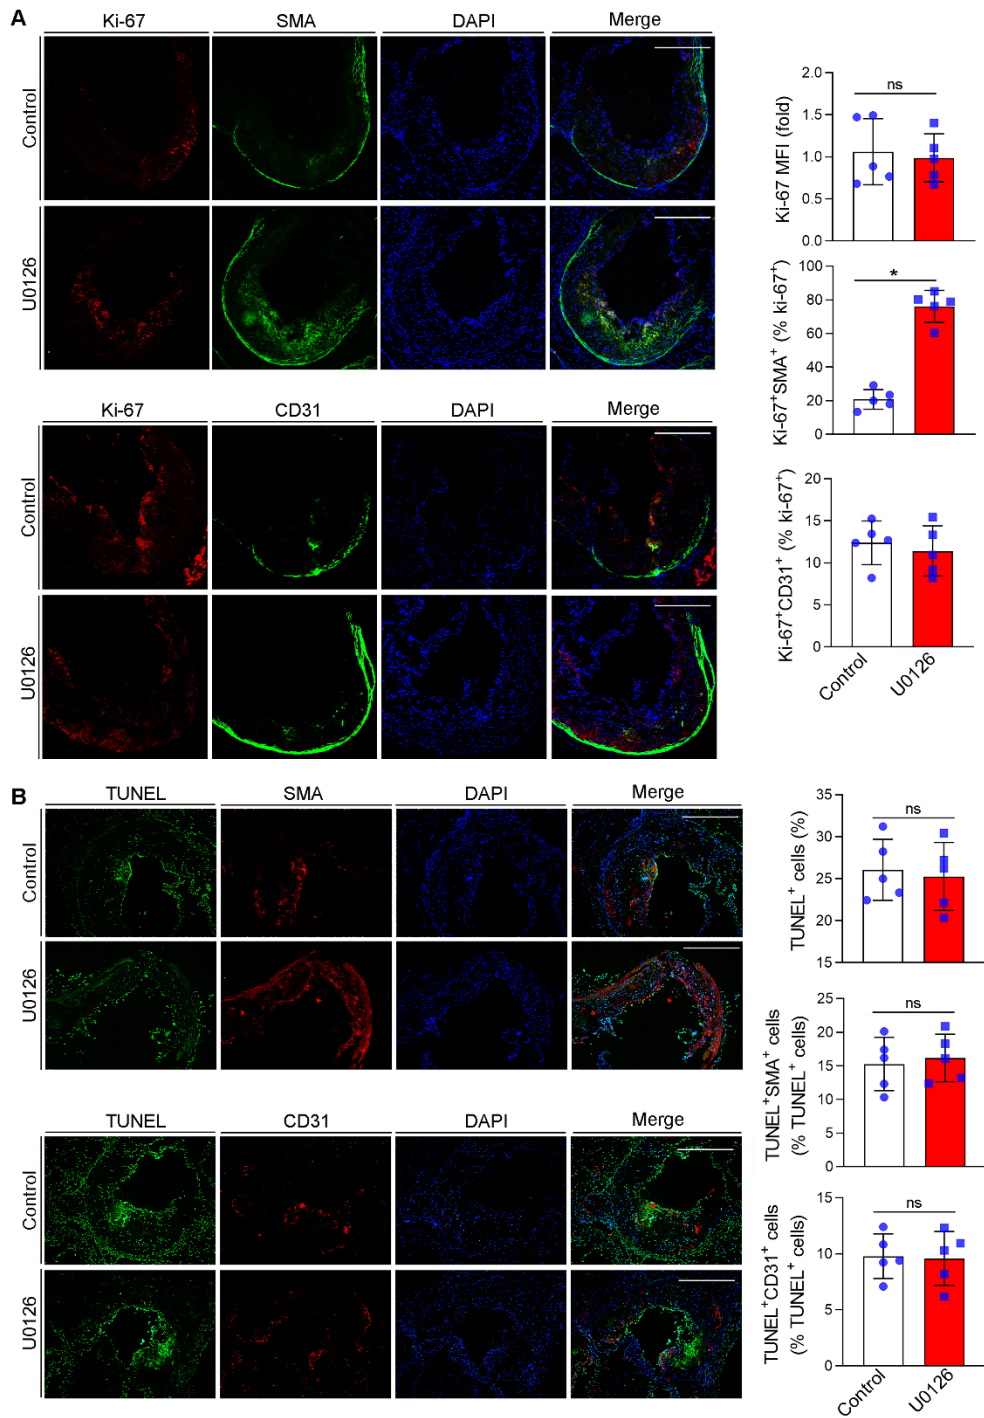 A
Ki-67 SMA DAPI Merge
Control
U0126
Ki-67 MFI (fold)
2.0
1.5
1.0
0.5
0.0
ns
Ki-67⁺SMA⁺ (% ki-67⁺)
100
80
60
40
20
0
*
Ki-67 CD31 DAPI Merge
Control
U0126
Ki-67⁺CD31⁺ (% ki-67⁺)
20
15
10
5
0
Control U0126
B
TUNEL SMA DAPI Merge
Control
U0126
TUNEL⁺ cells (%)
35
30
25
20
15
ns
TUNEL⁺SMA⁺ cells
(% TUNEL⁺ cells)
25
20
15
10
5
0
ns
TUNEL CD31 DAPI Merge
Control
U0126
TUNEL⁺CD31⁺ cells
(% TUNEL⁺ cells)
15
10
5
0
ns
Control U0126